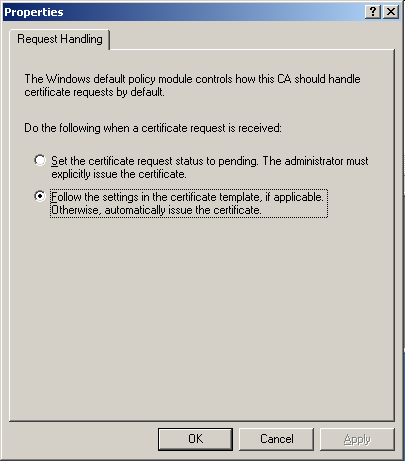 Properties
Request Handling
The Windows default policy module controls how this CA should handle
certificate requests by default.
Do the following when a certificate request is received:
Set the certificate request status to pending. The administrator must
explicitly issue the certificate.
Follow the settings in the certificate template, if applicable.
Otherwise, automatically issue the certificate.
OK Cancel Apply